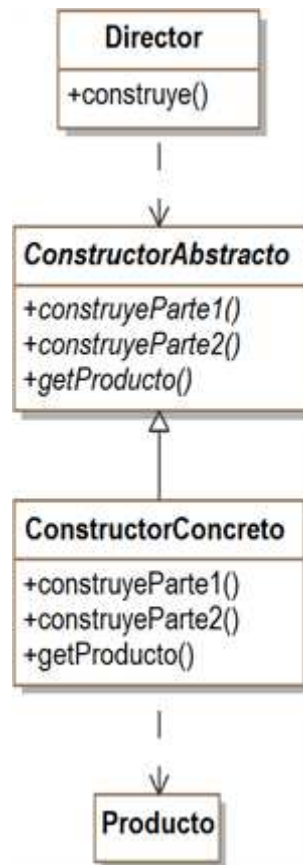 Director
+construye()
ConstructorAbstracto
+construyeParte1()
+construyeParte2()
+getProducto()
ConstructorConcreto
+construyeParte1()
+construyeParte2()
+getProducto()
Producto